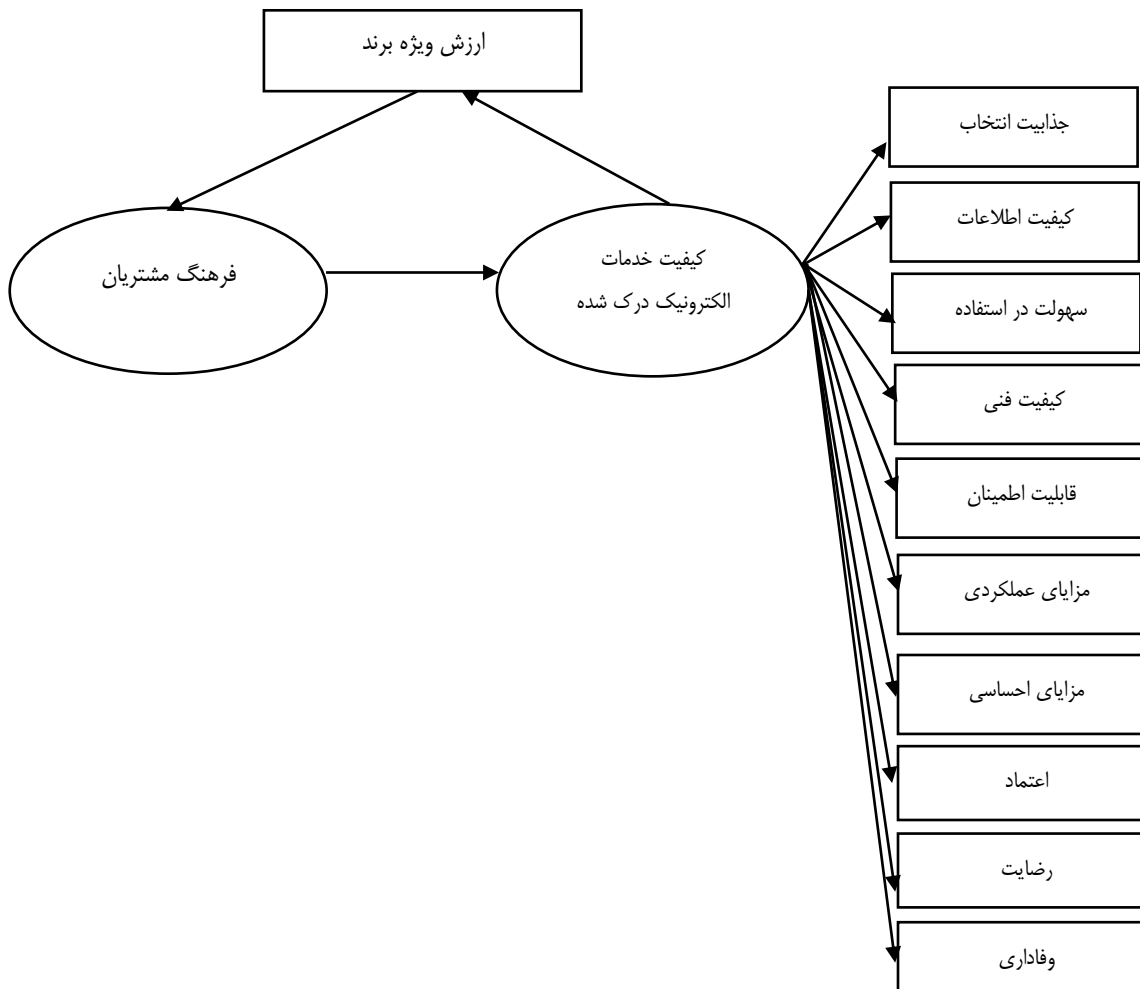 ارزش ویژه برند
جذابیت انتخاب
کیفیت اطلاعات
کیفیت خدمات
الکترونیک درک شده
فرهنگ مشتریان
سهولت در استفاده
کیفیت فنی
قابلیت اطمینان
مزایای عملکردی
مزایای احساسی
اعتماد
رضایت
وفاداری